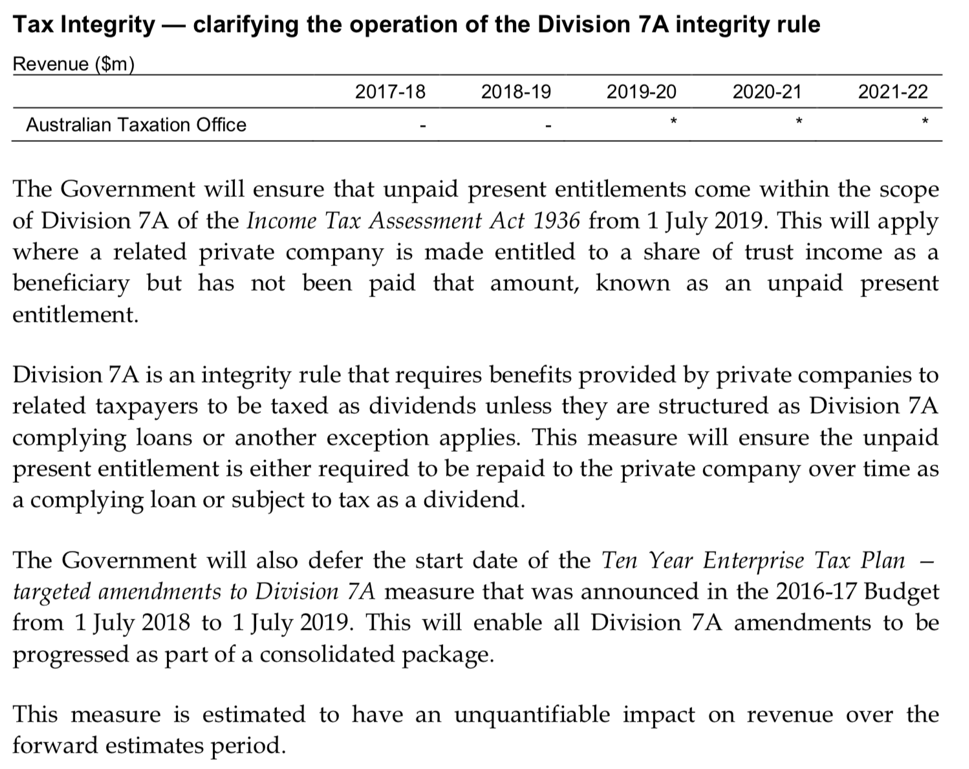 Tax Integrity — clarifying the operation of the Division 7A integrity rule
Revenue ($m)
2017-18 2018-19 2019-20 2020-21 2021-22
Australian Taxation Office - - * * *
The Government will ensure that unpaid present entitlements come within the scope
of Division 7A of the Income Tax Assessment Act 1936 from 1 July 2019. This will apply
where a related private company is made entitled to a share of trust income as a
beneficiary but has not been paid that amount, known as an unpaid present
entitlement.
Division 7A is an integrity rule that requires benefits provided by private companies to
related taxpayers to be taxed as dividends unless they are structured as Division 7A
complying loans or another exception applies. This measure will ensure the unpaid
present entitlement is either required to be repaid to the private company over time as
a complying loan or subject to tax as a dividend.
The Government will also defer the start date of the Ten Year Enterprise Tax Plan —
targeted amendments to Division 7A measure that was announced in the 2016-17 Budget
from 1 July 2018 to 1 July 2019. This will enable all Division 7A amendments to be
progressed as part of a consolidated package.
This measure is estimated to have an unquantifiable impact on revenue over the
forward estimates period.